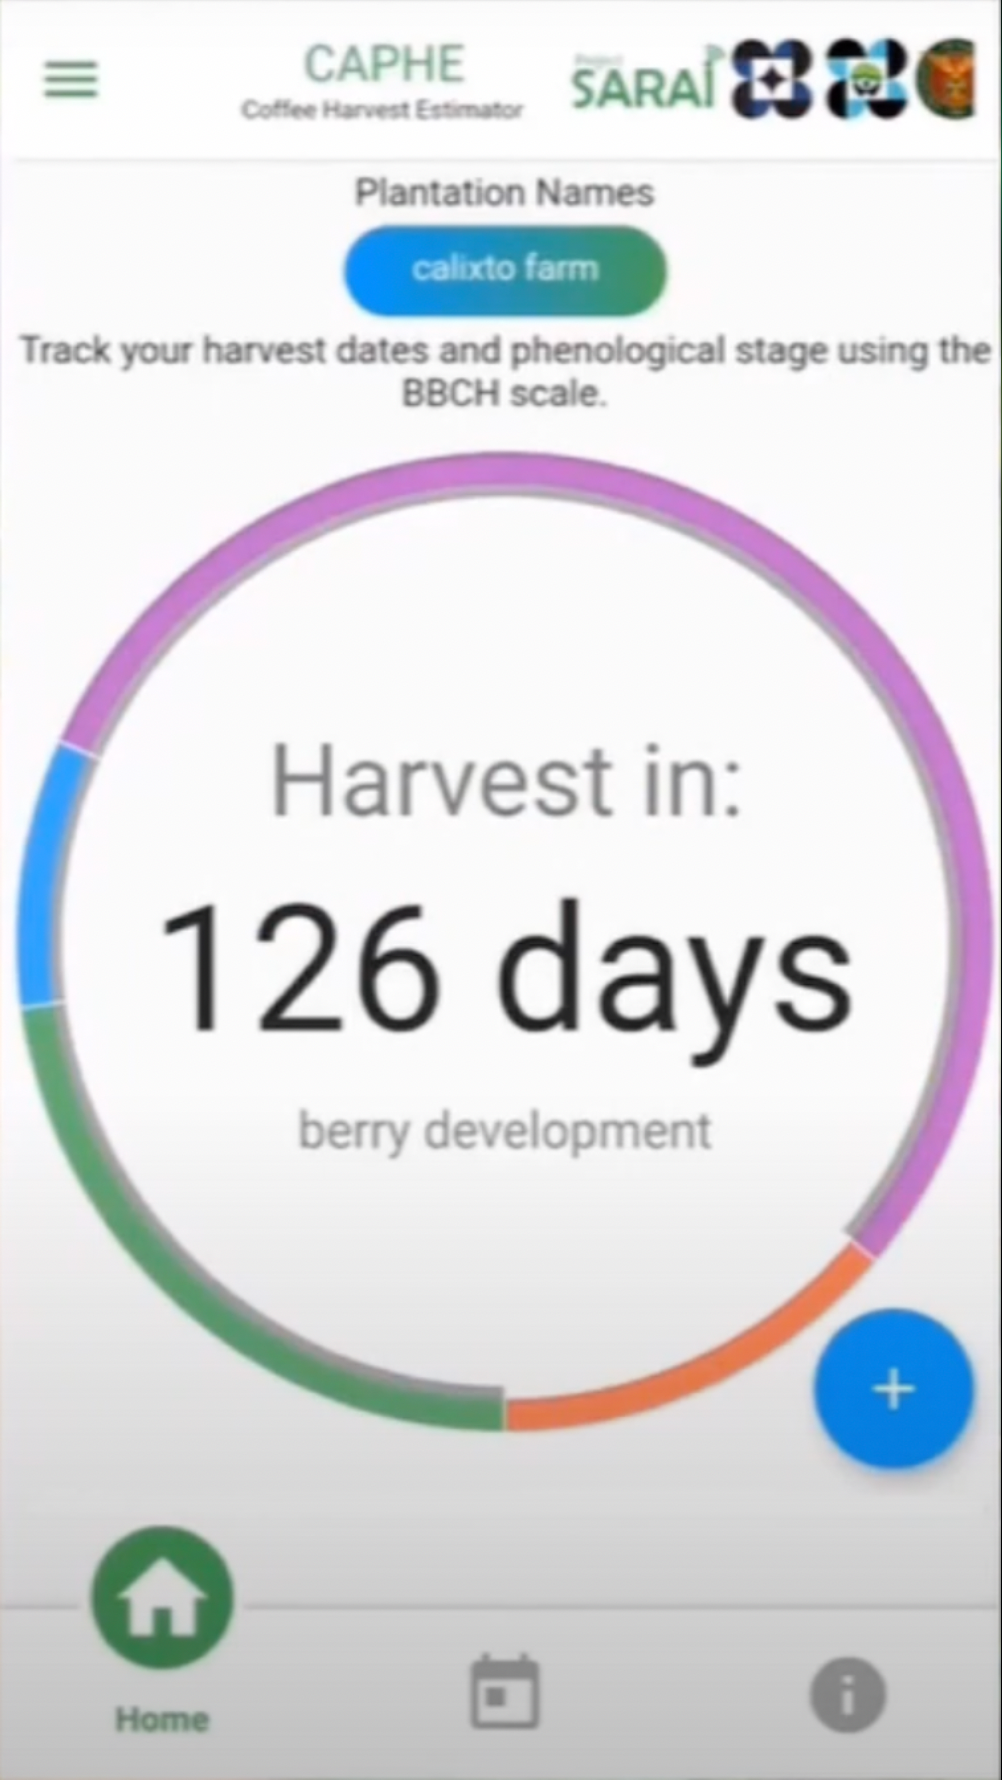 CAPHE
Coffee Harvest Estimator
Project
SARAI
Plantation Names
calixto farm
Track your harvest dates and phenological stage using the
BBCH scale.
Harvest in:
126 days
berry development
+
Home